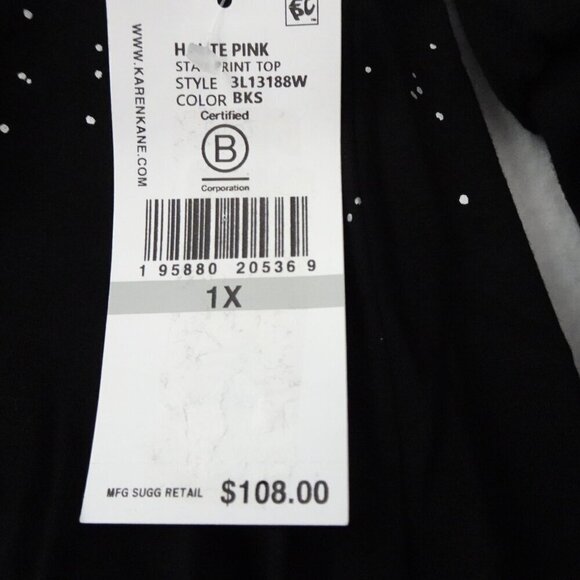 PINK
PRINT TOP
STYLE 3L13188W
COLOR BKS
Certified
B
Corporation
WWW.KARENKANE.COM
1 95880 20536 9
1X
MFG SUGG RETAIL $108.00